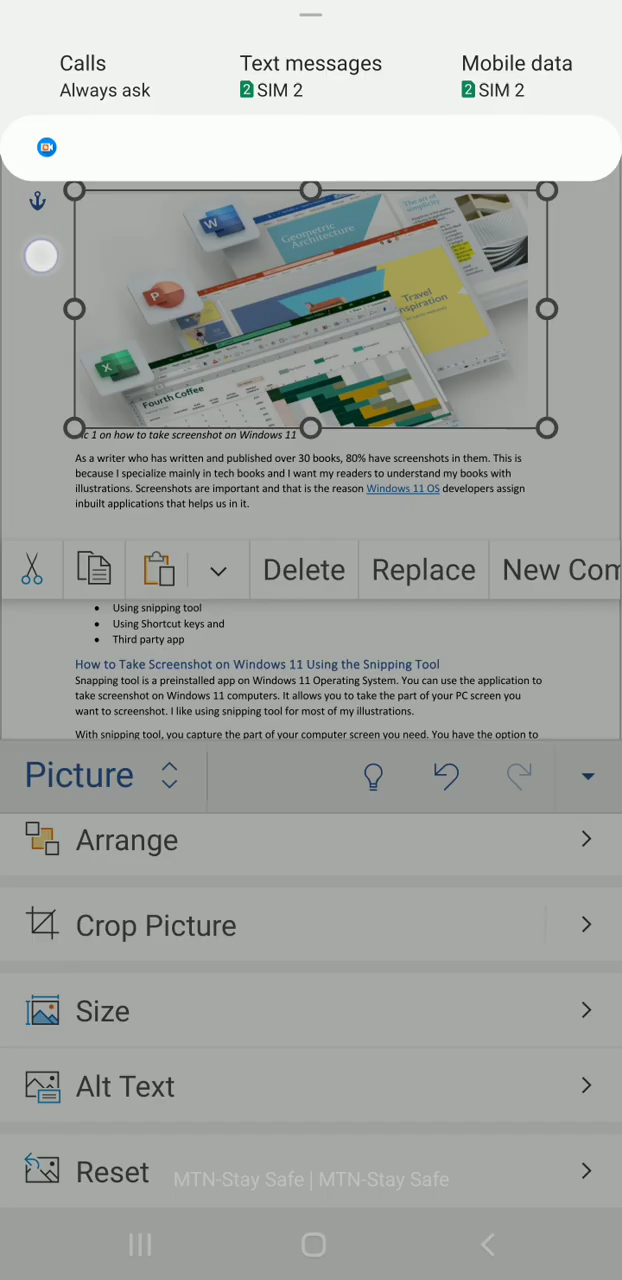 Calls
Text messages
Mobile data
Always ask
2 SIM 2
2 SIM 2
The art of
simplicity
W
Geometric
Architecture
P
Travel
X
Fourth Coffee
c 1 on how to take screenshot on Windows 11
As a writer who has written and published over 30 books, 80% have screenshots in them. This is
because I specialize mainly in tech books and I want my readers to understand my books with
illustrations. Screenshots are important and that is the reason Windows 11 OS developers assign
inbuilt applications that helps us in it.
Delete
Replace
New Com
• Using snipping tool
• Using Shortcut keys and
• Third party app
How to Take Screenshot on Windows 11 Using the Snipping Tool
Snapping tool is a preinstalled app on Windows 11 Operating System. You can use the application to
take screenshot on Windows 11 computers. It allows you to take the part of your PC screen you
want to screenshot. I like using snipping tool for most of my illustrations.
With snipping tool, you capture the part of your computer screen you need. You have the option to
Picture
Arrange
Crop Picture
Size
Alt Text
Reset
MTN-Stay Safe | MTN-Stay Safe